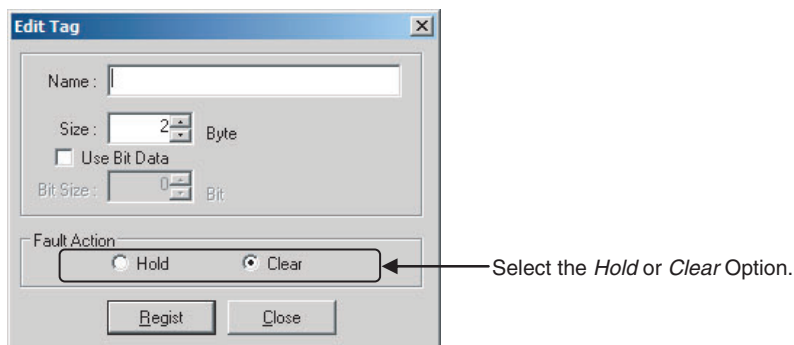 Edit Tag
Name :
Size : 2 Byte
Use Bit Data
Bit Size : 0 Bit
Fault Action
Hold Clear
Select the Hold or Clear Option.
Regist Close